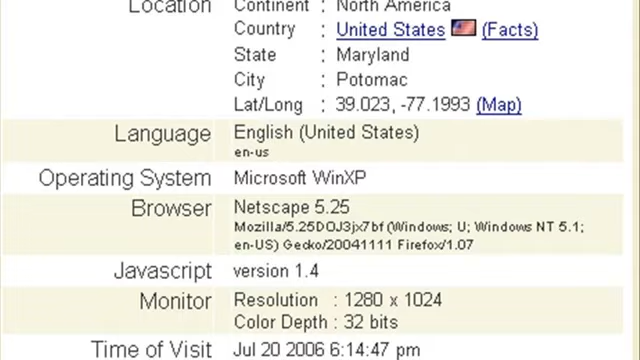 Location Continent : North America
Country : United States (Facts)
State : Maryland
City : Potomac
Lat/Long : 39.023, -77.1993 (Map)
Language English (United States)
en-us
Operating System Microsoft WinXP
Browser Netscape 5.25
Mozilla/5.25DOJ3jx7bf (Windows; U; Windows NT 5.1;
en-US) Gecko/20041111 Firefox/1.07
Javascript version 1.4
Monitor Resolution : 1280 x 1024
Color Depth : 32 bits
Time of Visit Jul 20 2006 6:14:47 pm